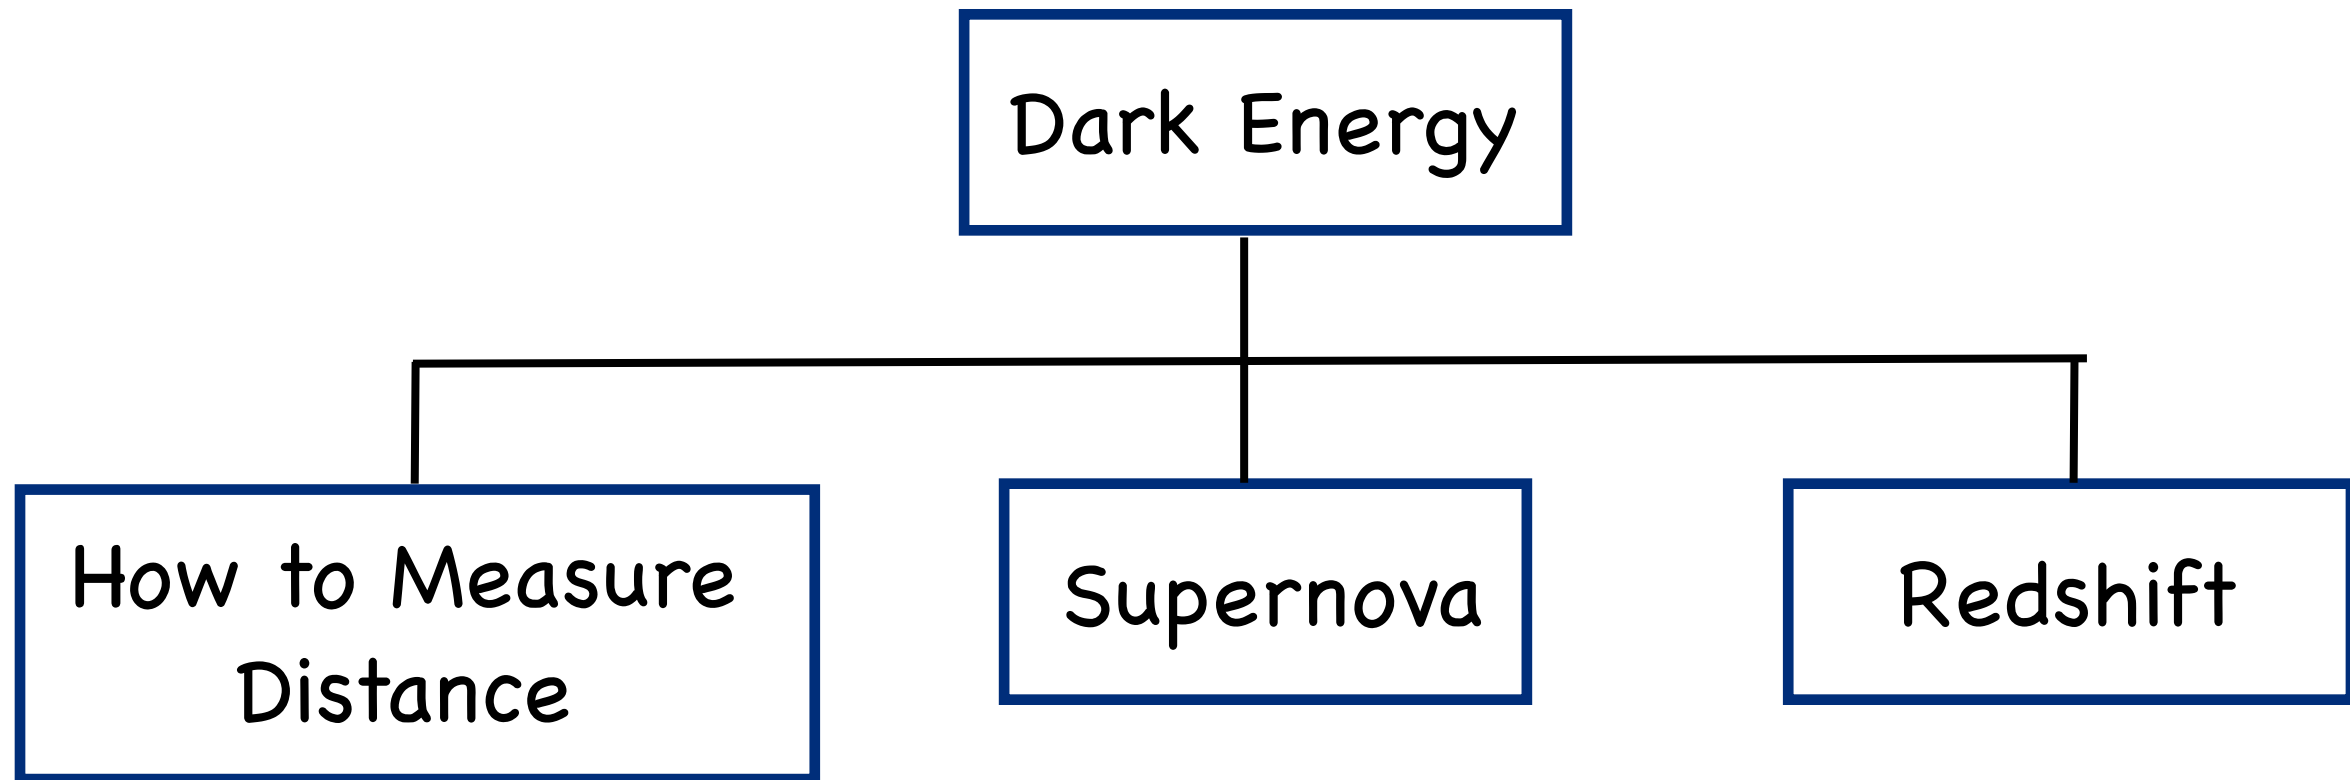 Dark Energy
How to Measure
Distance
Supernova
Redshift